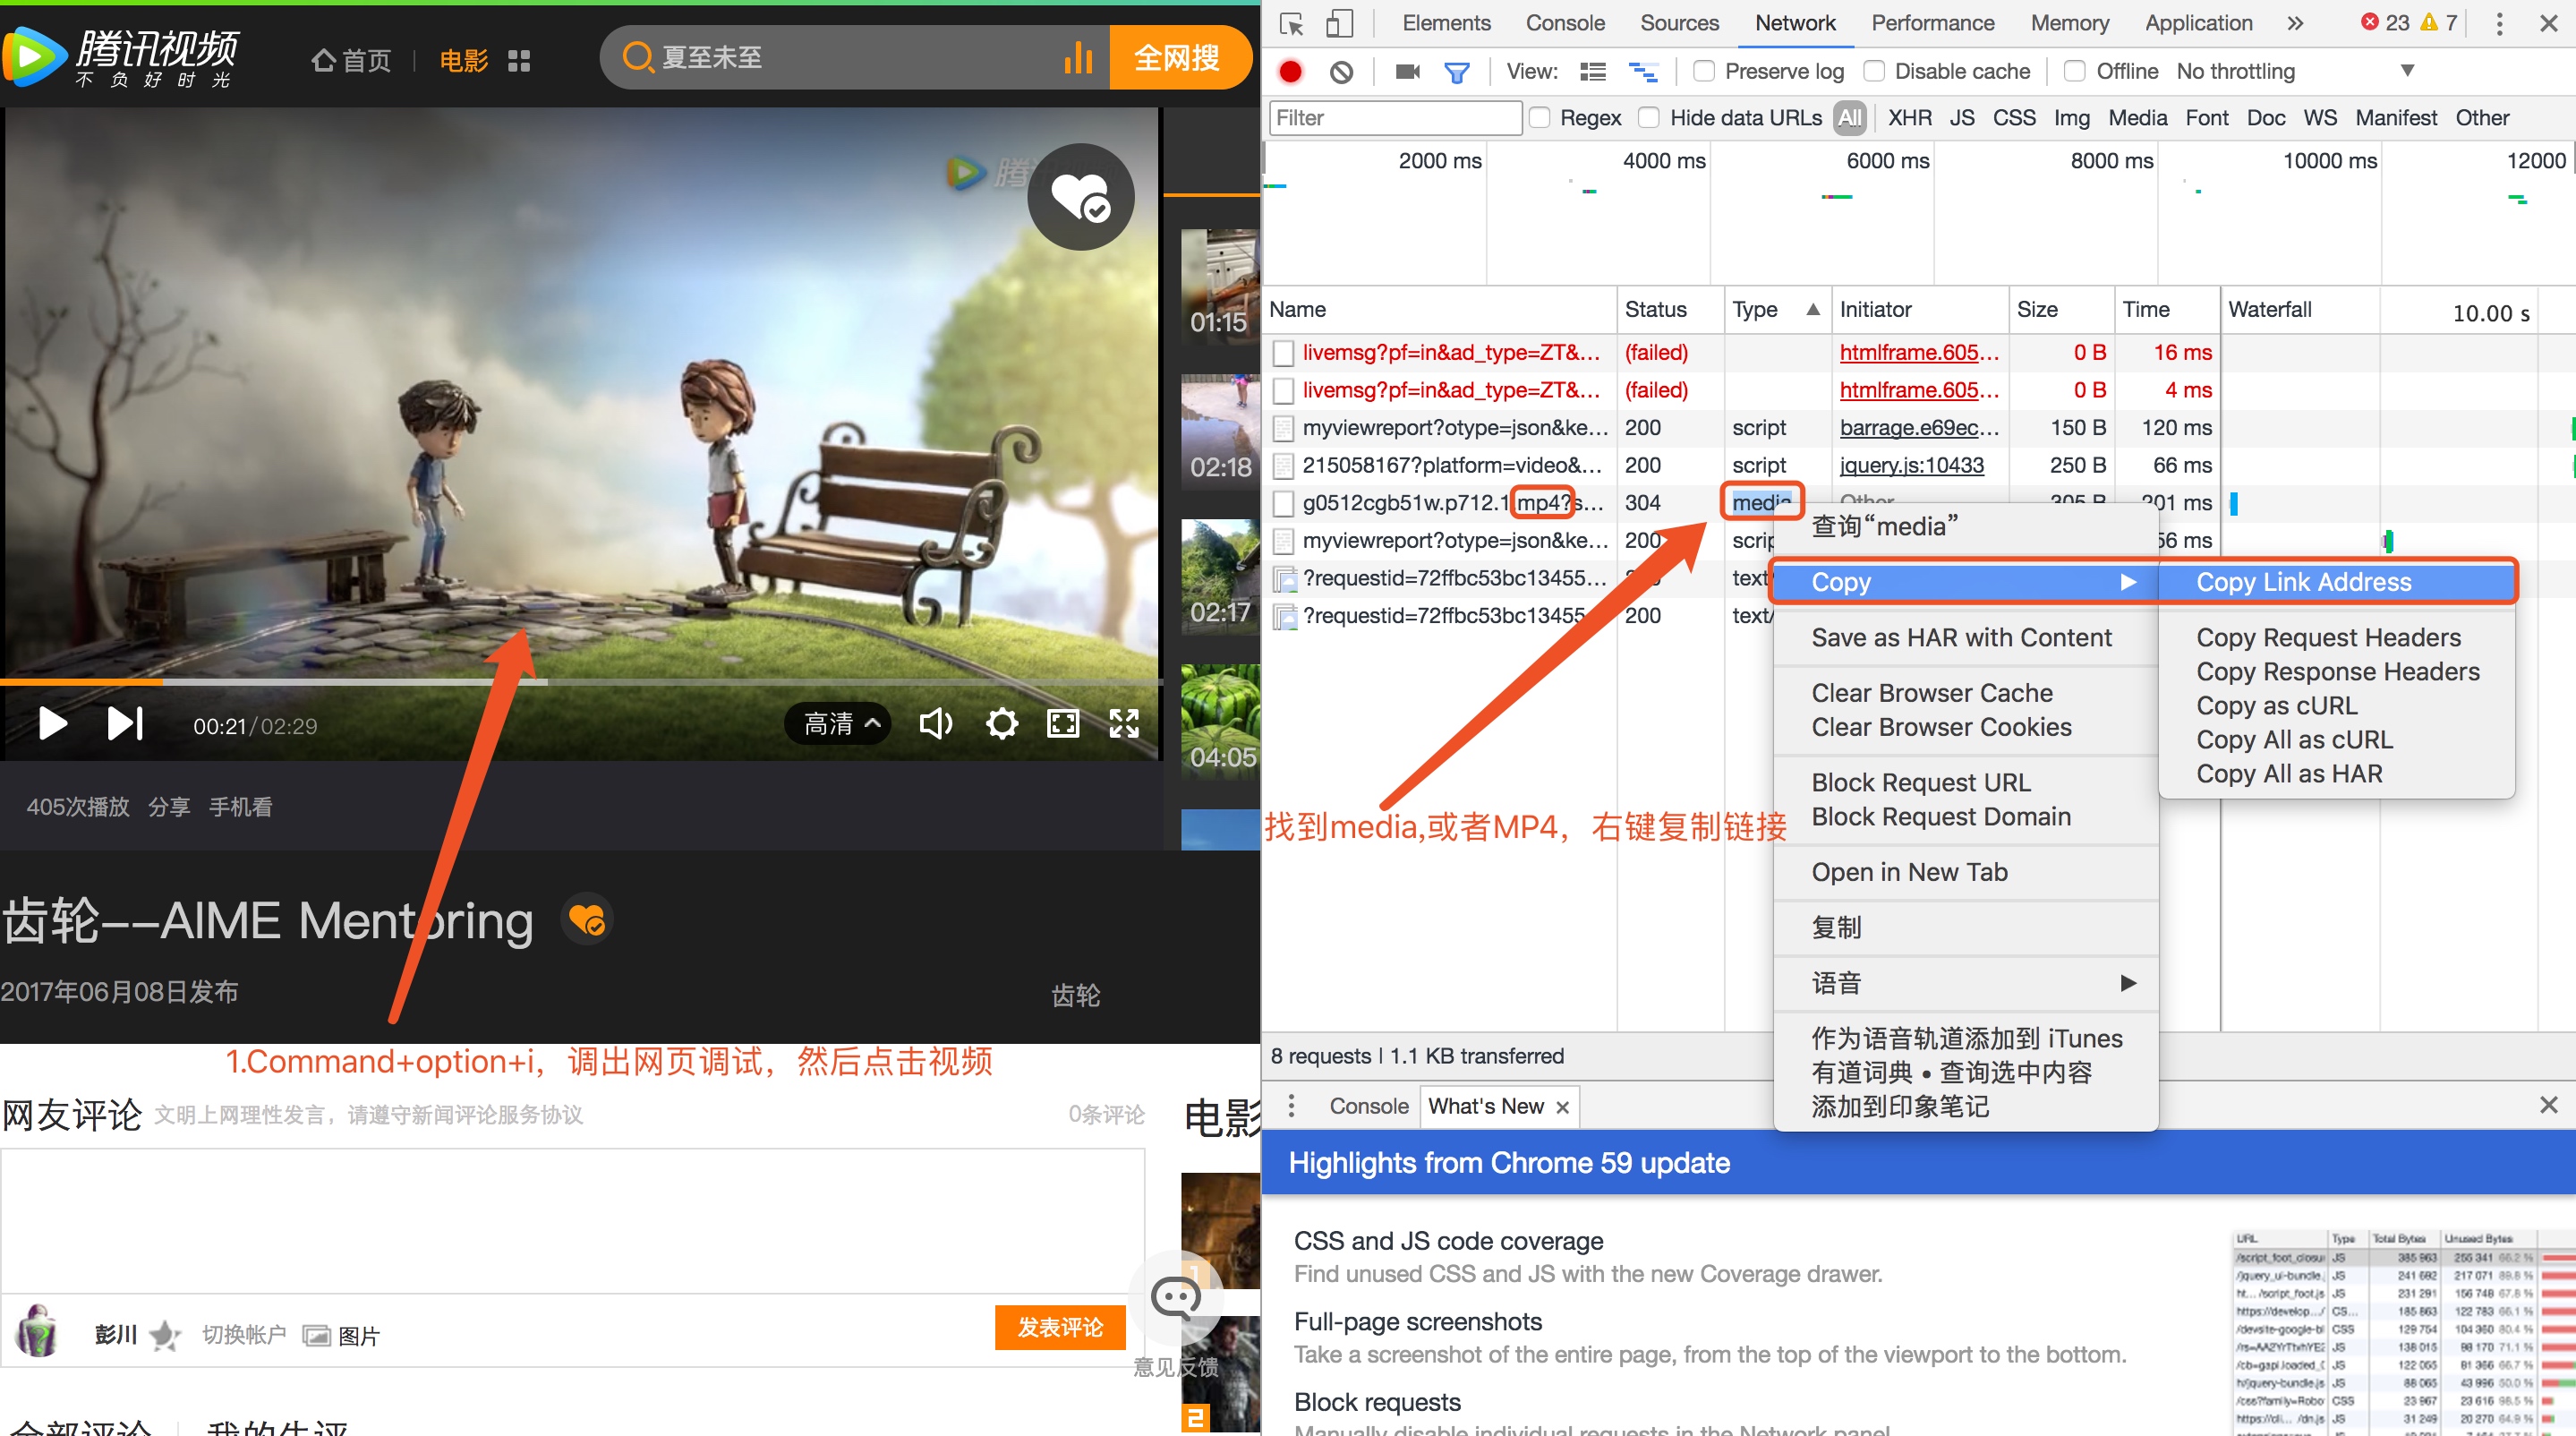 腾讯视频
不负好时光
首页
电影
夏至未至
全网搜
腾
01:15
02:18
02:17
04:05
00:21/02:29
高清
405次播放 分享 手机看
齿轮--AIME Mentoring
2017年06月08日发布
齿轮
1.Command+option+i，调出网页调试，然后点击视频
网友评论 文明上网理性发言，请遵守新闻评论服务协议
0条评论
电影
1
彭川 切换帐户 图片
发表评论
意见反馈
2
全部评论 我的生评
Elements Console Sources Network Performance Memory Application » 23 7
View: Preserve log Disable cache Offline No throttling
Filter Regex Hide data URLs All XHR JS CSS Img Media Font Doc WS Manifest Other
2000 ms 4000 ms 6000 ms 8000 ms 10000 ms 12000
Name Status Type Initiator Size Time Waterfall 10.00 s
livemsg?pf=in&ad_type=ZT&... (failed) htmlframe.605... 0 B 16 ms
livemsg?pf=in&ad_type=ZT&... (failed) htmlframe.605... 0 B 4 ms
myviewreport?otype=json&ke... 200 script barrage.e69ec... 150 B 120 ms
215058167?platform=video&... 200 script jquery.js:10433 250 B 66 ms
g0512cgb51w.p712.1.mp4?s... 304 media Other 305 B 201 ms
myviewreport?otype=json&ke... 200 scrip 56 ms
?requestid=72ffbc53bc13455... text
?requestid=72ffbc53bc13455 200 text/
查询“media”
Copy
Save as HAR with Content
Clear Browser Cache
Clear Browser Cookies
Block Request URL
Block Request Domain
Open in New Tab
复制
语音
作为语音轨道添加到 iTunes
有道词典 • 查询选中内容
添加到印象笔记
Copy Link Address
Copy Request Headers
Copy Response Headers
Copy as cURL
Copy All as cURL
Copy All as HAR
找到media,或者MP4，右键复制链接
8 requests | 1.1 KB transferred
Console What's New
Highlights from Chrome 59 update
CSS and JS code coverage
Find unused CSS and JS with the new Coverage drawer.
Full-page screenshots
Take a screenshot of the entire page, from the top of the viewport to the bottom.
Block requests
Manually disable individual requests in the Network panel.
URL Type Total Bytes Unused Bytes